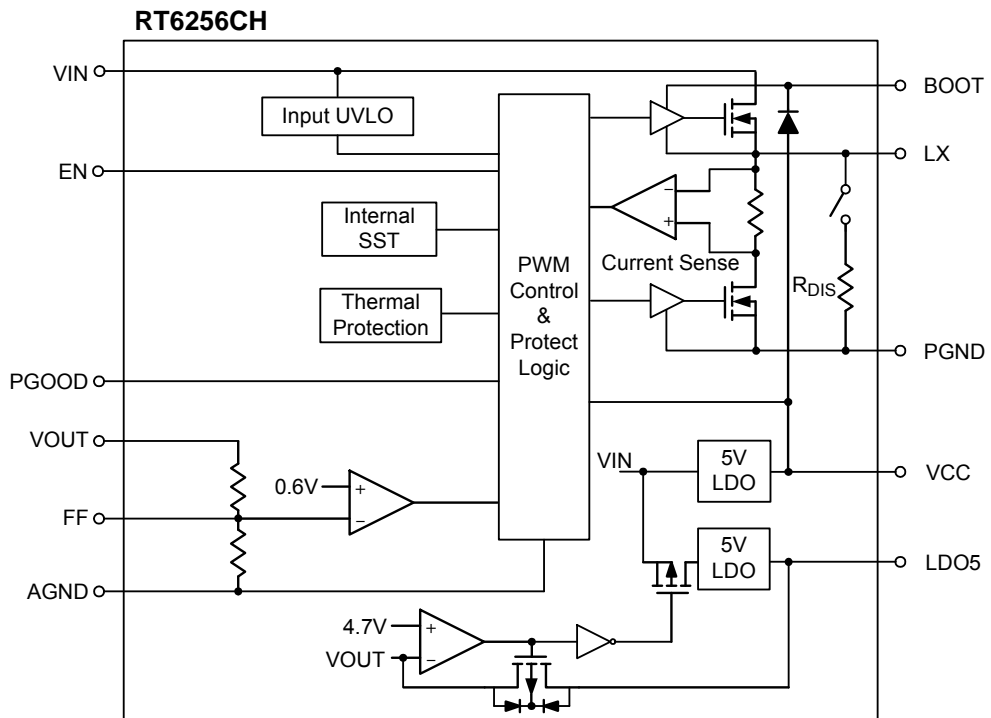 RT6256CH
VIN
BOOT
Input UVLO
LX
EN
−
+
Internal
SST
Current Sense
PWM
Control
&
Protect
Logic
RDIS
Thermal
Protection
PGND
PGOOD
VOUT
VIN
5V
LDO
VCC
0.6V
+
−
FF
5V
LDO
LDO5
AGND
4.7V
+
VOUT
−